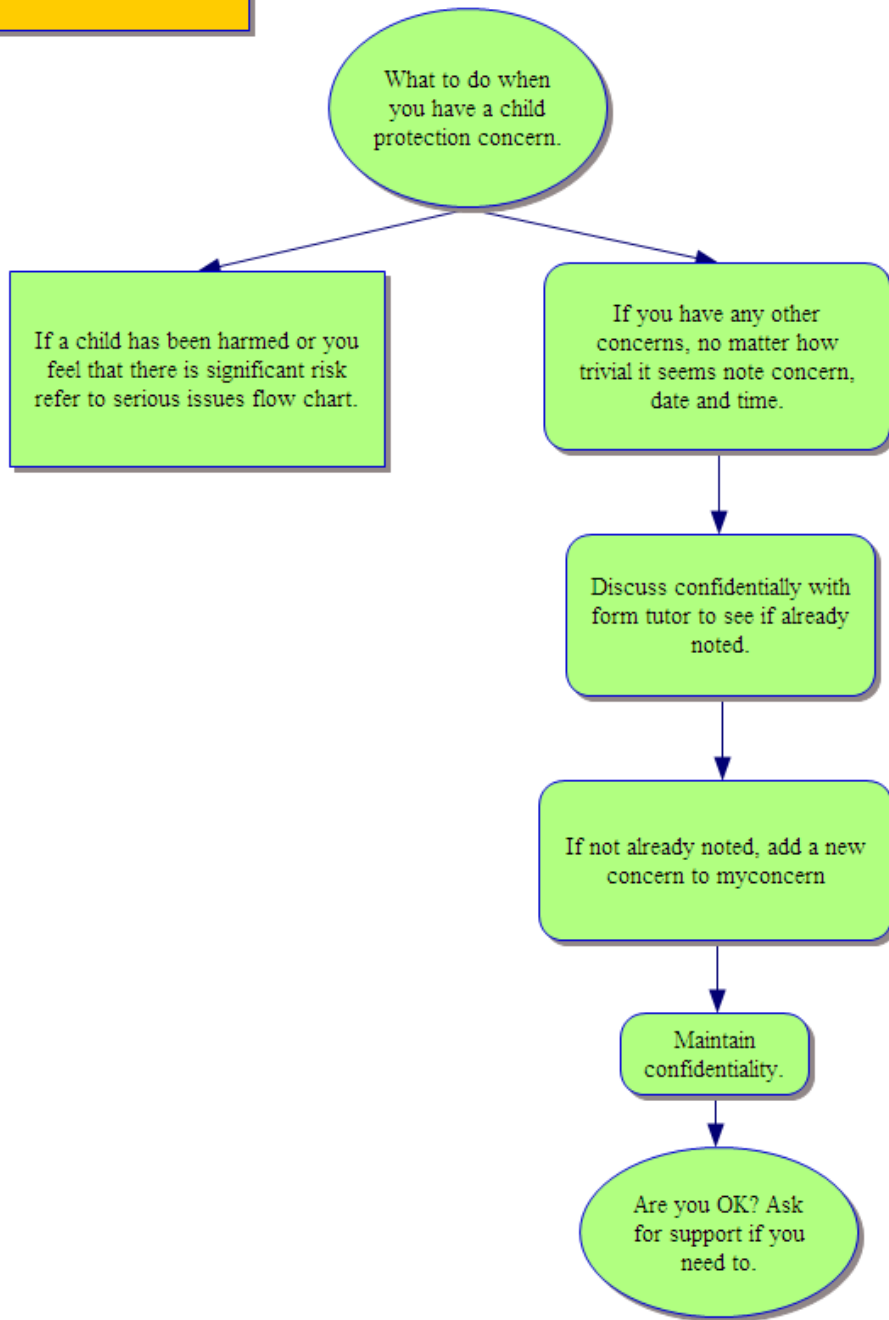 What to do when
you have a child
protection concern.
If a child has been harmed or you
feel that there is significant risk
refer to serious issues flow chart.
If you have any other
concerns, no matter how
trivial it seems note concern,
date and time.
Discuss confidentially with
form tutor to see if already
noted.
If not already noted, add a new
concern to myconcern
Maintain
confidentiality.
Are you OK? Ask
for support if you
need to.